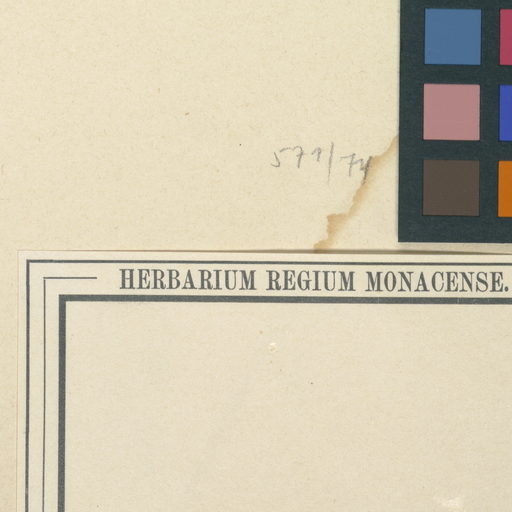 571/74
HERBARIUM REGIUM MONACENSE.